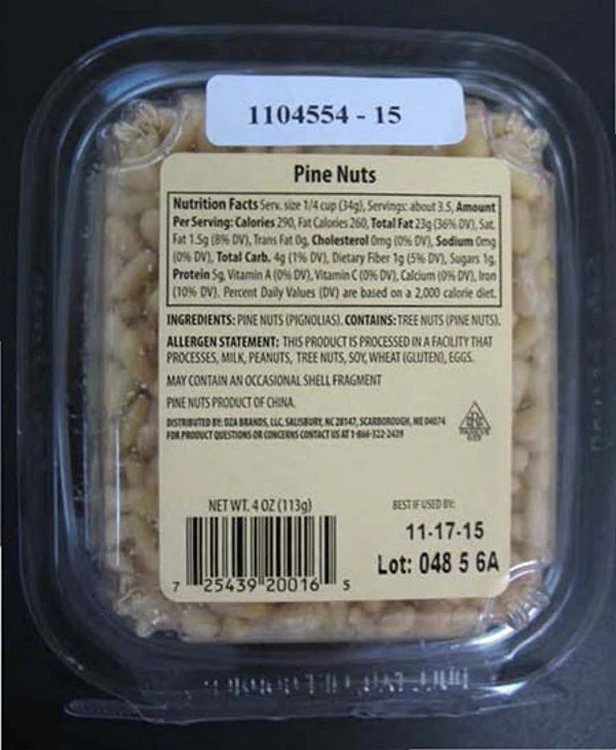 1104554 - 15
Pine Nuts
Nutrition Facts Serv. size 1/4 cup (34g), Servings: about 3.5, Amount
Per Serving: Calories 290, Fat Calories 260, Total Fat 23g (36% DV), Sat.
Fat 1.5g (8% DV), Trans Fat 0g, Cholesterol 0mg (0% DV), Sodium 0mg
(0% DV), Total Carb. 4g (1% DV), Dietary Fiber 1g (5% DV), Sugars 1g,
Protein 5g, Vitamin A (0% DV), Vitamin C (0% DV), Calcium (0% DV), Iron
(10% DV). Percent Daily Values (DV) are based on a 2,000 calorie diet.
INGREDIENTS: PINE NUTS (PIGNOLIAS). CONTAINS: TREE NUTS (PINE NUTS).
ALLERGEN STATEMENT: THIS PRODUCT IS PROCESSED IN A FACILITY THAT
PROCESSES, MILK, PEANUTS, TREE NUTS, SOY, WHEAT (GLUTEN), EGGS.
MAY CONTAIN AN OCCASIONAL SHELL FRAGMENT
PINE NUTS PRODUCT OF CHINA.
DISTRIBUTED BY: DZA BRANDS, LLC, SALISBURY, NC 28147, SCARBOROUGH, ME 04074
FOR PRODUCT QUESTIONS OR CONCERNS CONTACT US AT 1-866-322-2439
NET WT. 4 OZ (113g)
BEST IF USED BY:
11-17-15
Lot: 048 5 6A
7 25439 20016 5